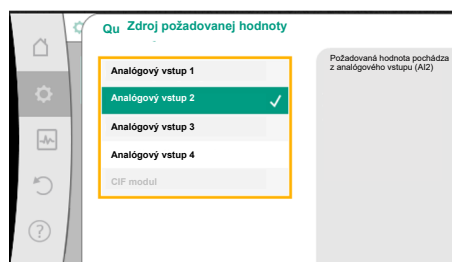 Qu Zdroj požadovanej hodnoty
Požadovaná hodnota pochádza
z analógového vstupu (AI2)
Analógový vstup 1
Analógový vstup 2
Analógový vstup 3
Analógový vstup 4
CIF modul